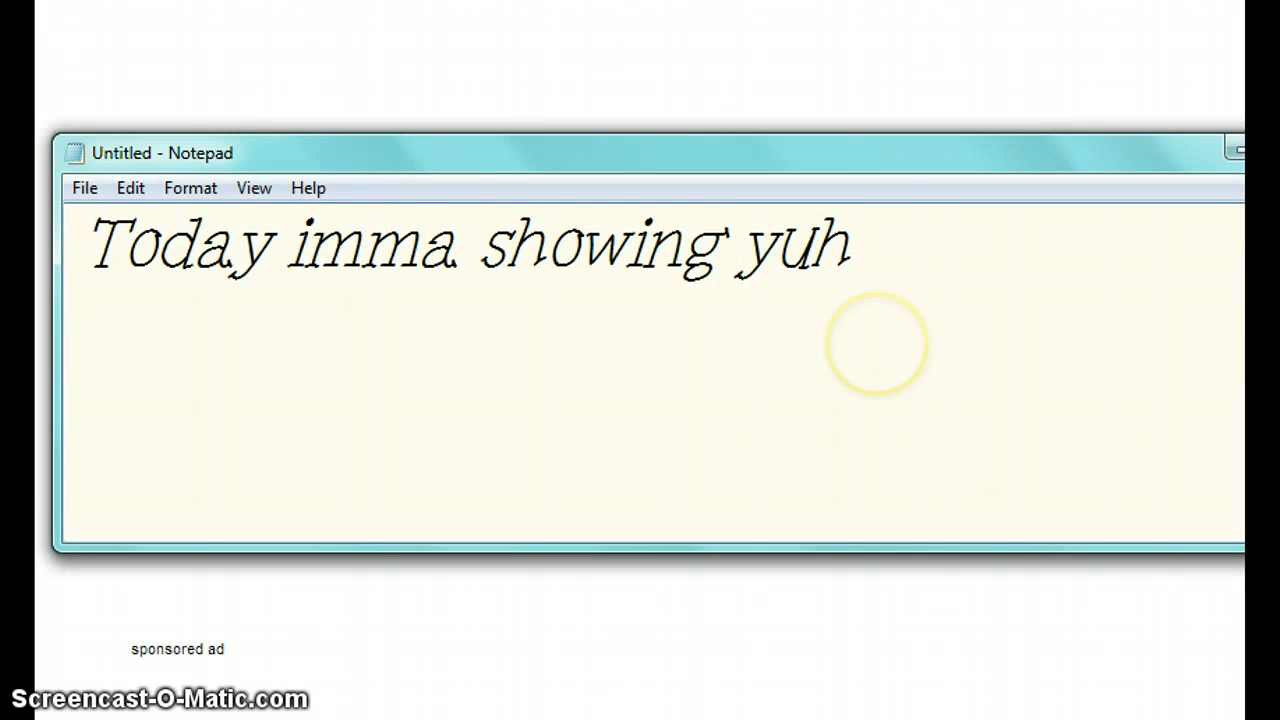 Untitled - Notepad
File Edit Format View Help
Today imma showing yuh
sponsored ad
Screencast-O-Matic.com